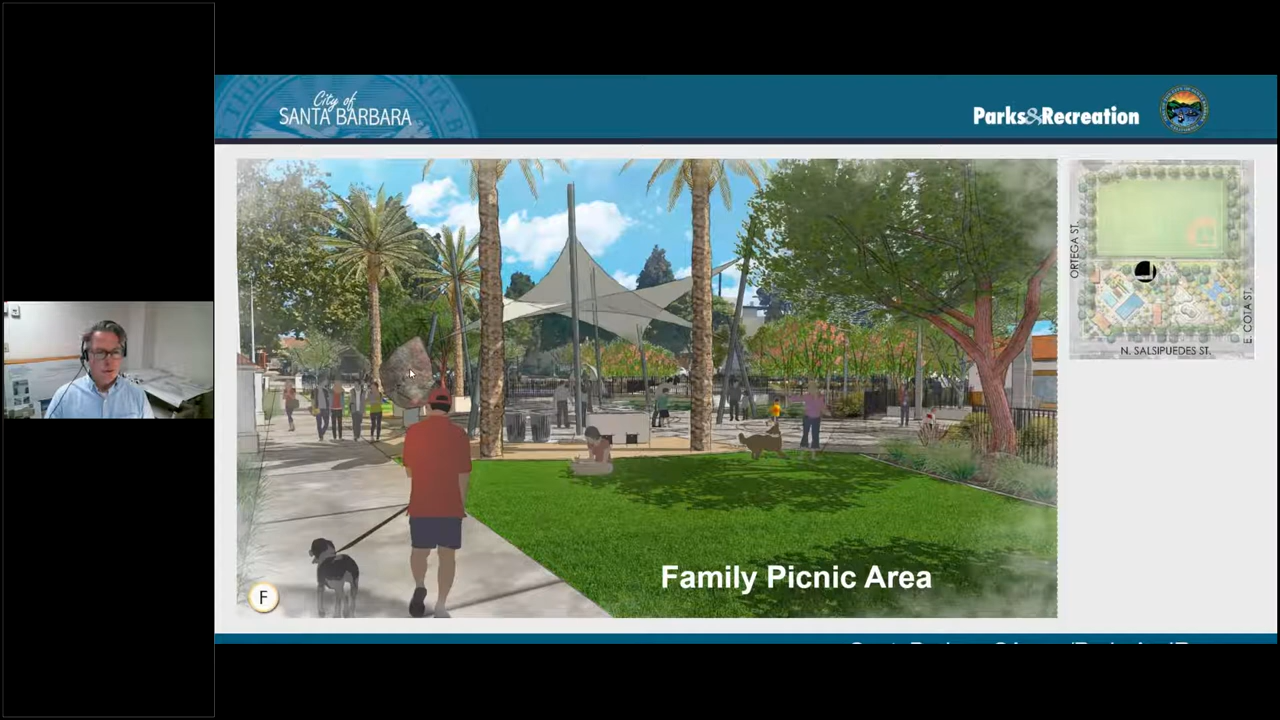 City of
SANTA BARBARA
Parks&Recreation
ORTEGA ST.
E. COTA ST.
N. SALSIPUEDES ST.
Family Picnic Area
F